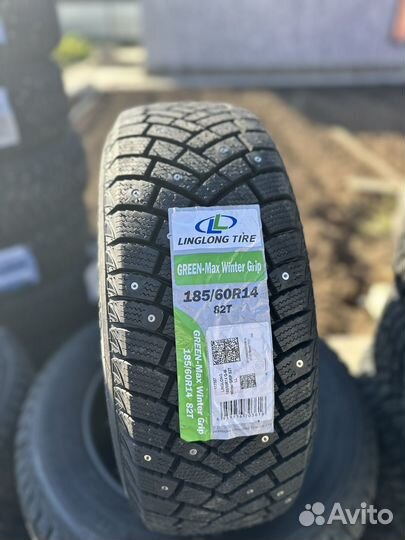 LINGLONG TIRE
GREEN-Max Winter Grip
185/60R14
82T
GREEN-Max Winter Grip
185/60R14 82T
Avito